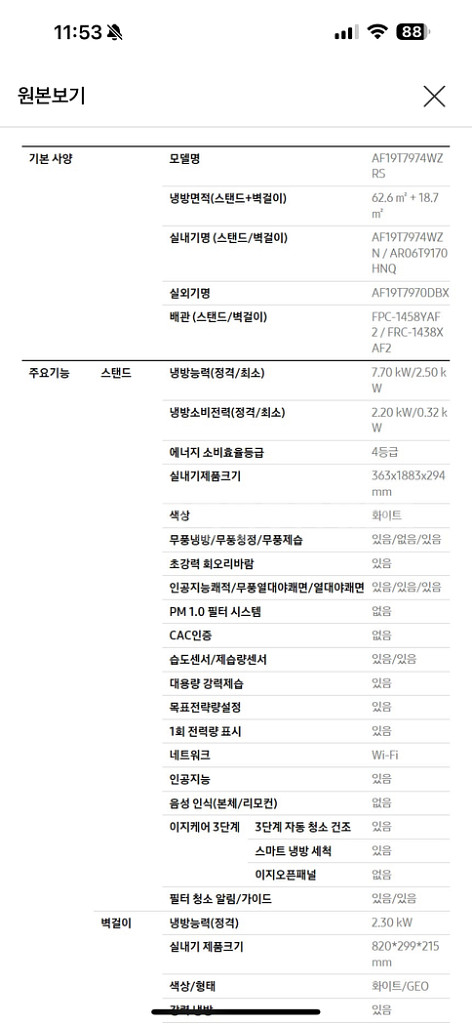 11:53
88
원본보기
기본 사양 모델명 AF19T7974WZ
RS
냉방면적(스탠드+벽걸이) 62.6 m² + 18.7
m²
실내기명 (스탠드/벽걸이) AF19T7974WZ
N / AR06T9170
HNQ
실외기명 AF19T7970DBX
배관 (스탠드/벽걸이) FPC-1458YAF
2 / FRC-1438X
AF2
주요기능 스탠드 냉방능력(정격/최소) 7.70 kW/2.50 k
W
냉방소비전력(정격/최소) 2.20 kW/0.32 k
W
에너지 소비효율등급 4등급
실내기제품크기 363x1883x294
mm
색상 화이트
무풍냉방/무풍청정/무풍제습 있음/없음/있음
초강력 회오리바람 있음
인공지능쾌적/무풍열대야쾌면/열대야쾌면 있음/있음/있음
PM 1.0 필터 시스템 없음
CAC인증 없음
습도센서/제습량센서 있음/있음
대용량 강력제습 있음
목표전략량설정 있음
1회 전력량 표시 있음
네트워크 Wi-Fi
인공지능 있음
음성 인식(본체/리모컨) 없음
이지케어 3단계 3단계 자동 청소 건조 있음
스마트 냉방 세척 있음
이지오픈패널 없음
필터 청소 알림/가이드 있음/있음
벽걸이 냉방능력(정격) 2.30 kW
실내기 제품크기 820*299*215
mm
색상/형태 화이트/GEO
강력 냉방 있음